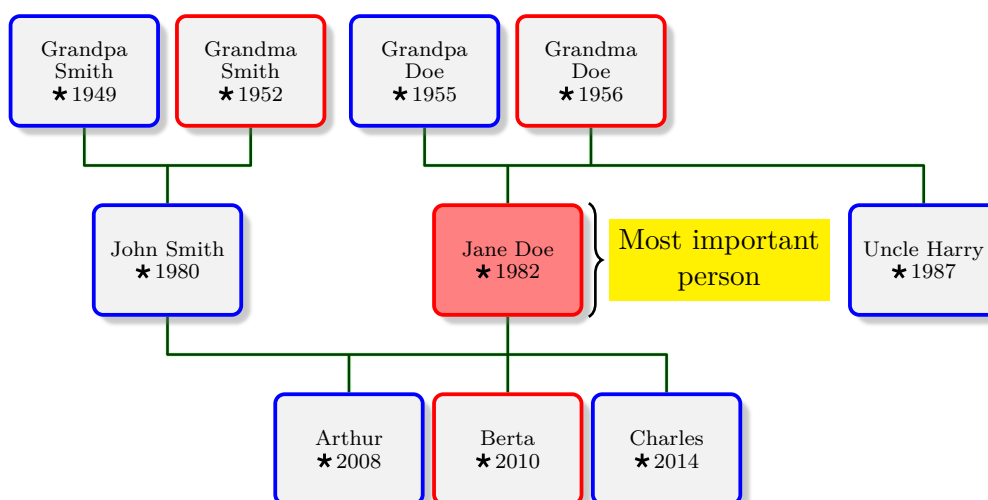 Grandpa
Smith
★1949
Grandma
Smith
★1952
Grandpa
Doe
★1955
Grandma
Doe
★1956
John Smith
★1980
Jane Doe
★1982
Most important
person
Uncle Harry
★1987
Arthur
★2008
Berta
★2010
Charles
★2014